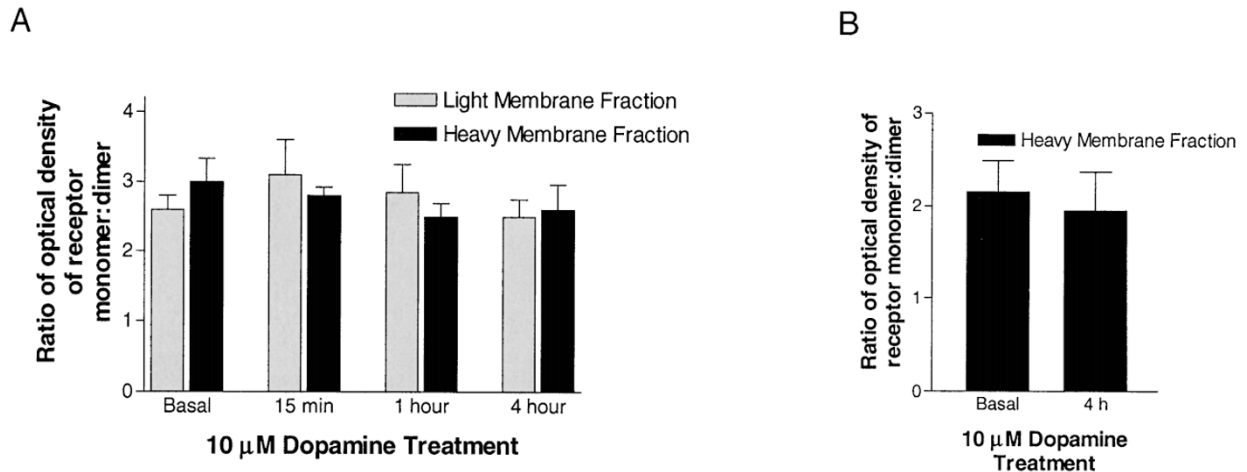 A
Ratio of optical density
of receptor
monomer:dimer
4
3
2
1
0
Light Membrane Fraction
Heavy Membrane Fraction
Basal
15 min
1 hour
4 hour
10 µM Dopamine Treatment
B
Ratio of optical density of
receptor monomer:dimer
3
2
1
0
Heavy Membrane Fraction
Basal
4 h
10 µM Dopamine
Treatment